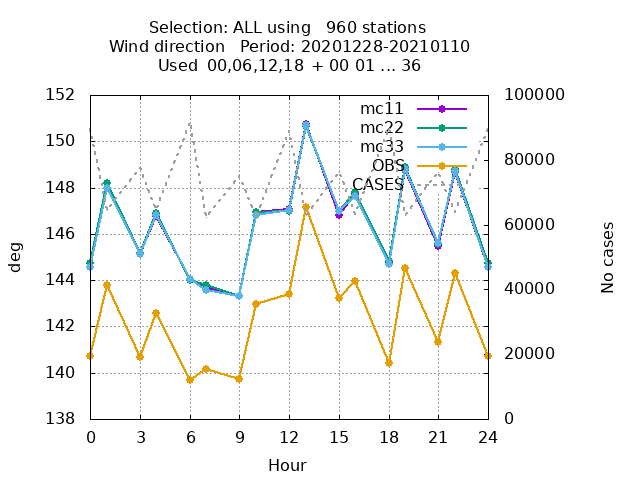 Selection: ALL using   960 stations
Wind direction   Period: 20201228-20210110
Used  00,06,12,18  + 00 01 ... 36
152
150
148
146
144
142
140
138
deg
100000
80000
60000
40000
20000
0
No cases
mc11
mc22
mc33
OBS
CASES
0 3 6 9 12 15 18 21 24
Hour